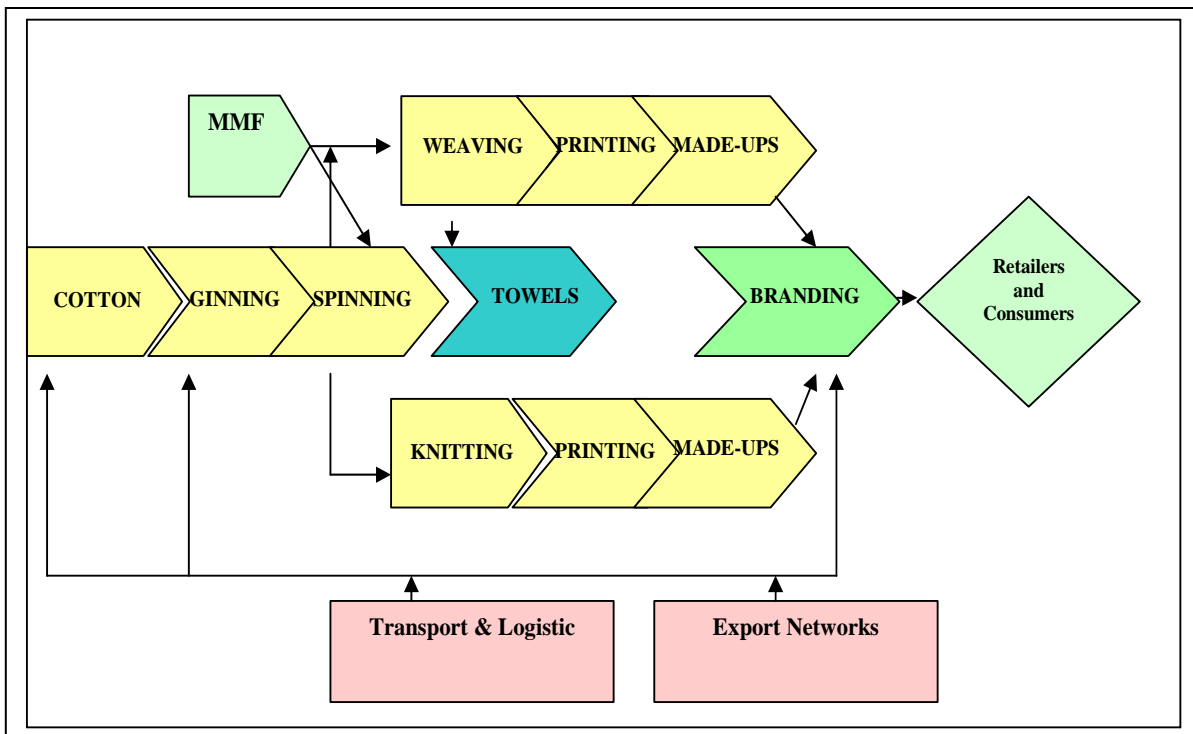 MMF
WEAVING
PRINTING
MADE-UPS
COTTON
GINNING
SPINNING
TOWELS
BRANDING
Retailers
and
Consumers
KNITTING
PRINTING
MADE-UPS
Transport & Logistic
Export Networks